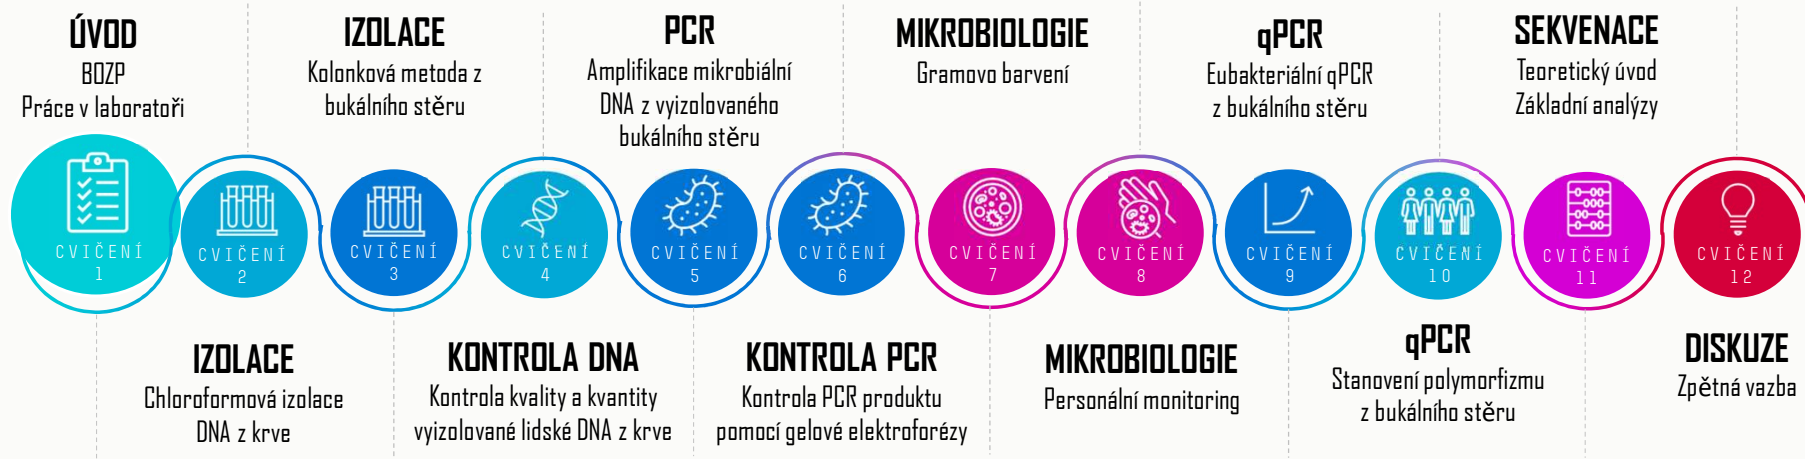 ÚVOD
BOZP
Práce v laboratoři
IZOLACE
Kolonková metoda z
bukálního stěru
PCR
Amplifikace mikrobiální
DNA z vyizolovaného
bukálního stěru
MIKROBIOLOGIE
Gramovo barvení
qPCR
Eubakteriální qPCR
z bukálního stěru
SEKVENACE
Teoretický úvod
Základní analýzy
CVIČENÍ
1
CVIČENÍ
2
CVIČENÍ
3
CVIČENÍ
4
CVIČENÍ
5
CVIČENÍ
6
CVIČENÍ
7
CVIČENÍ
8
CVIČENÍ
9
CVIČENÍ
10
CVIČENÍ
11
CVIČENÍ
12
IZOLACE
Chloroformová izolace
DNA z krve
KONTROLA DNA
Kontrola kvality a kvantity
vyizolované lidské DNA z krve
KONTROLA PCR
Kontrola PCR produktu
pomocí gelové elektroforézy
MIKROBIOLOGIE
Personální monitoring
qPCR
Stanovení polymorfizmu
z bukálního stěru
DISKUZE
Zpětná vazba